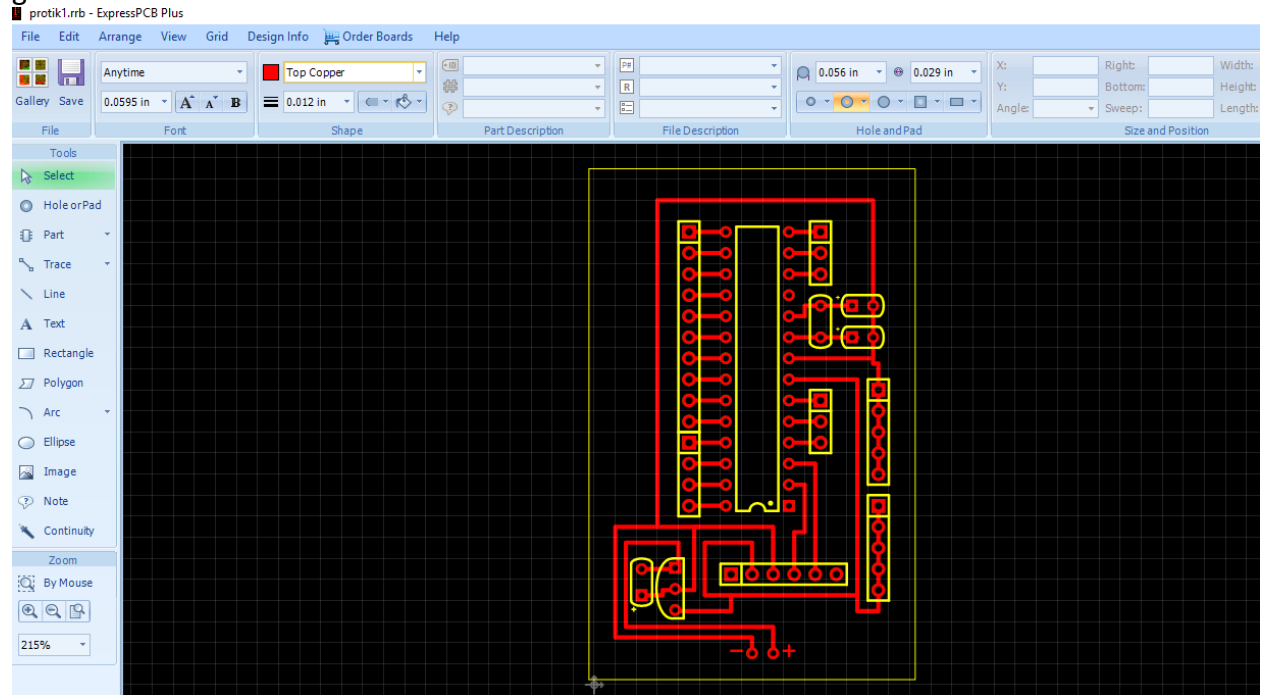 protik1.rrb - ExpressPCB Plus
File Edit Arrange View Grid Design Info Order Boards Help
Anytime Top Copper P# X: Right: Width:
0.056 in 0.029 in
Gallery Save 0.0595 in A A B 0.012 in R Y: Bottom: Height:
Angle: Sweep: Length:
File Font Shape Part Description File Description Hole and Pad Size and Position
Tools
Select
Hole or Pad
Part
Trace
Line
Text
Rectangle
Polygon
Arc
Ellipse
Image
Note
Continuity
Zoom
By Mouse
215%
- +